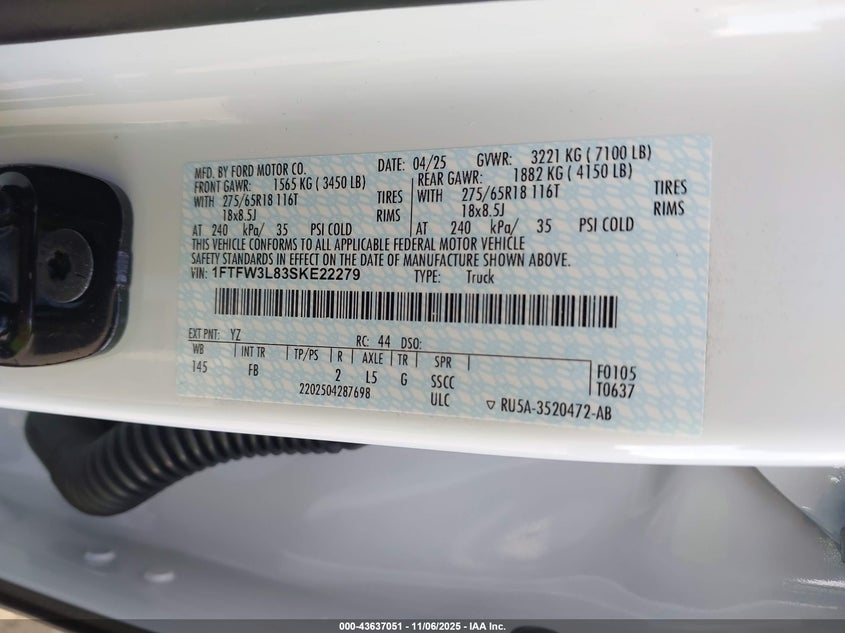 MFD. BY FORD MOTOR CO. DATE: 04/25 GVWR: 3221 KG ( 7100 LB)
FRONT GAWR: 1565 KG ( 3450 LB) REAR GAWR: 1882 KG ( 4150 LB)
WITH 275/65R18 116T TIRES WITH 275/65R18 116T TIRES
18x8.5J RIMS 18x8.5J RIMS
AT 240 kPa/ 35 PSI COLD AT 240 kPa/ 35 PSI COLD
THIS VEHICLE CONFORMS TO ALL APPLICABLE FEDERAL MOTOR VEHICLE
SAFETY STANDARDS IN EFFECT ON THE DATE OF MANUFACTURE SHOWN ABOVE.
VIN: 1FTFW3L83SKE22279 TYPE: Truck
EXT PNT: YZ RC: 44 DSO:
WB INT TR TP/PS R AXLE TR SPR
145 FB 2 L5 G SSCC
2202504287698 ULC
F0105
T0637
▽ RU5A-3520472-AB
000-43637051 — 11/06/2025 — IAA Inc.